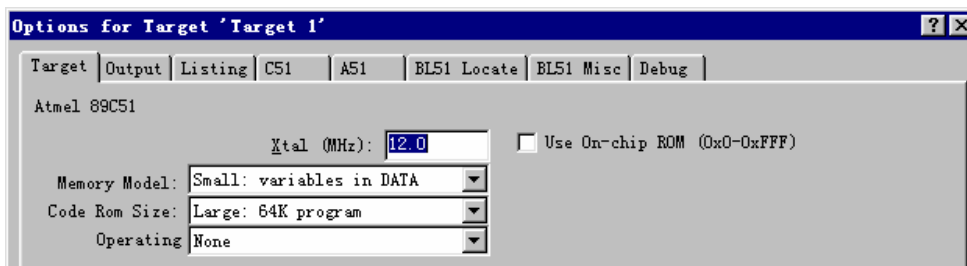 Options for Target 'Target 1'
Target Output Listing C51 A51 BL51 Locate BL51 Misc Debug
Atmel 89C51
Xtal (MHz): 12.0 Use On-chip ROM (0x0-0xFFF)
Memory Model: Small: variables in DATA
Code Rom Size: Large: 64K program
Operating None